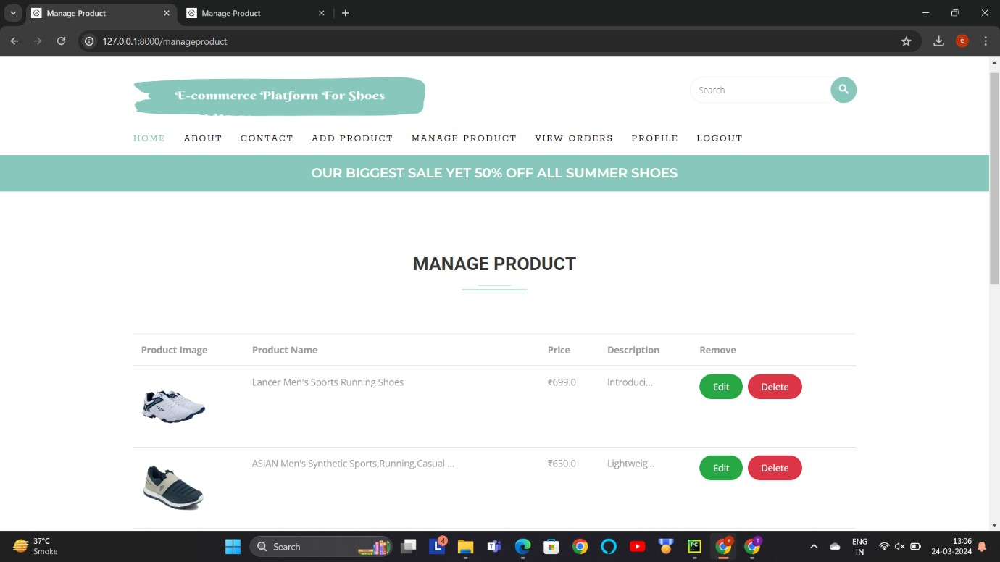 Manage Product
Manage Product
127.0.0.1:8000/manageproduct
e
E-commerce Platform For Shoes
Search
HOME ABOUT CONTACT ADD PRODUCT MANAGE PRODUCT VIEW ORDERS PROFILE LOGOUT
OUR BIGGEST SALE YET 50% OFF ALL SUMMER SHOES
MANAGE PRODUCT
Product Image Product Name Price Description Remove
Lancer Men's Sports Running Shoes ₹699.0 Introduci... Edit Delete
ASIAN Men's Synthetic Sports,Running,Casual ... ₹650.0 Lightweig... Edit Delete
37°C
Smoke
Search
L 4
PC
e
T
ENG
IN
13:06
24-03-2024